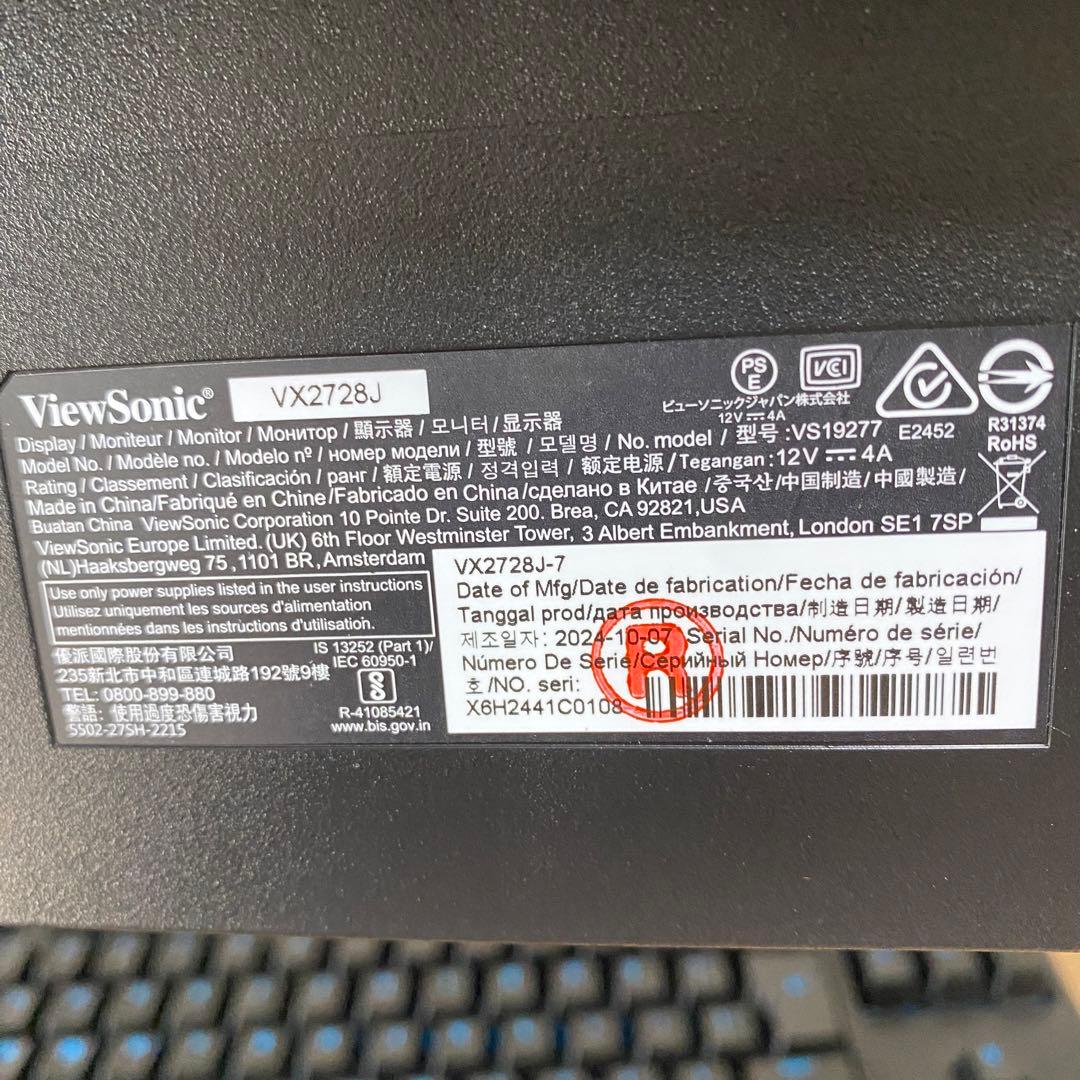 ViewSonic®
VX2728J
PS
E
VCI
ビューソニックジャパン株式会社
12V ⎓ 4A
E2452
R31374
RoHS
Display / Moniteur / Monitor / Монитор / 顯示器 / 모니터 / 显示器
Model No. / Modèle no. / Modelo nº / номер модели / 型號 / 모델명 / No. model / 型号 :VS19277
Rating / Classement / Clasificación / ранг / 額定電源 / 정격입력 / 额定电源 / Tegangan : 12V ⎓ 4A
Made in China/Fabriqué en Chine/Fabricado en China/сделано в Китае /중국산/中国制造/中國製造/
Buatan China ViewSonic Corporation 10 Pointe Dr. Suite 200. Brea, CA 92821,USA
ViewSonic Europe Limited. (UK) 6th Floor Westminster Tower, 3 Albert Embankment, London SE1 7SP
(NL)Haaksbergweg 75 ,1101 BR, Amsterdam
Use only power supplies listed in the user instructions
Utilisez uniquement les sources d'alimentation
mentionnées dans les instructions d'utilisation.
優派國際股份有限公司
235新北市中和區連城路192號9樓
TEL: 0800-899-880
警語: 使用過度恐傷害視力
S502-27SH-2215
IS 13252 (Part 1)/
IEC 60950-1
R-41085421
www.bis.gov.in
VX2728J-7
Date of Mfg/Date de fabrication/Fecha de fabricación/
Tanggal prod/дата производства/制造日期/製造日期/
제조일자: 2024-10-07 Serial No./Numéro de série/
Número De Serie/Серийный Номер/序號/序号/일련번
호/NO. seri:
X6H2441C0108
R